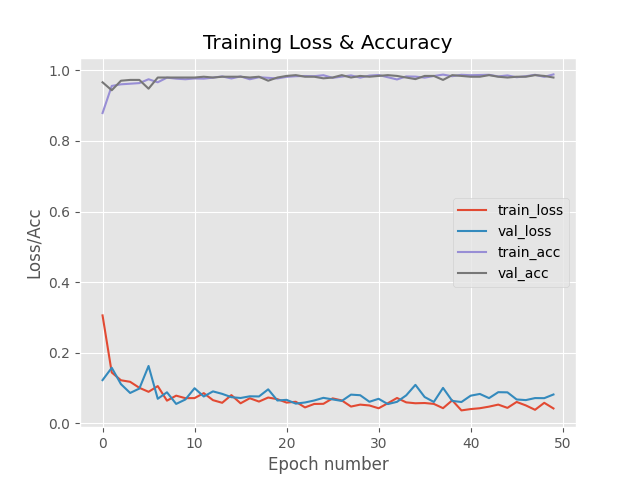 Training Loss & Accuracy
1.0
0.8
0.6
0.4
0.2
0.0
Loss/Acc
train_loss
val_loss
train_acc
val_acc
0 10 20 30 40 50
Epoch number